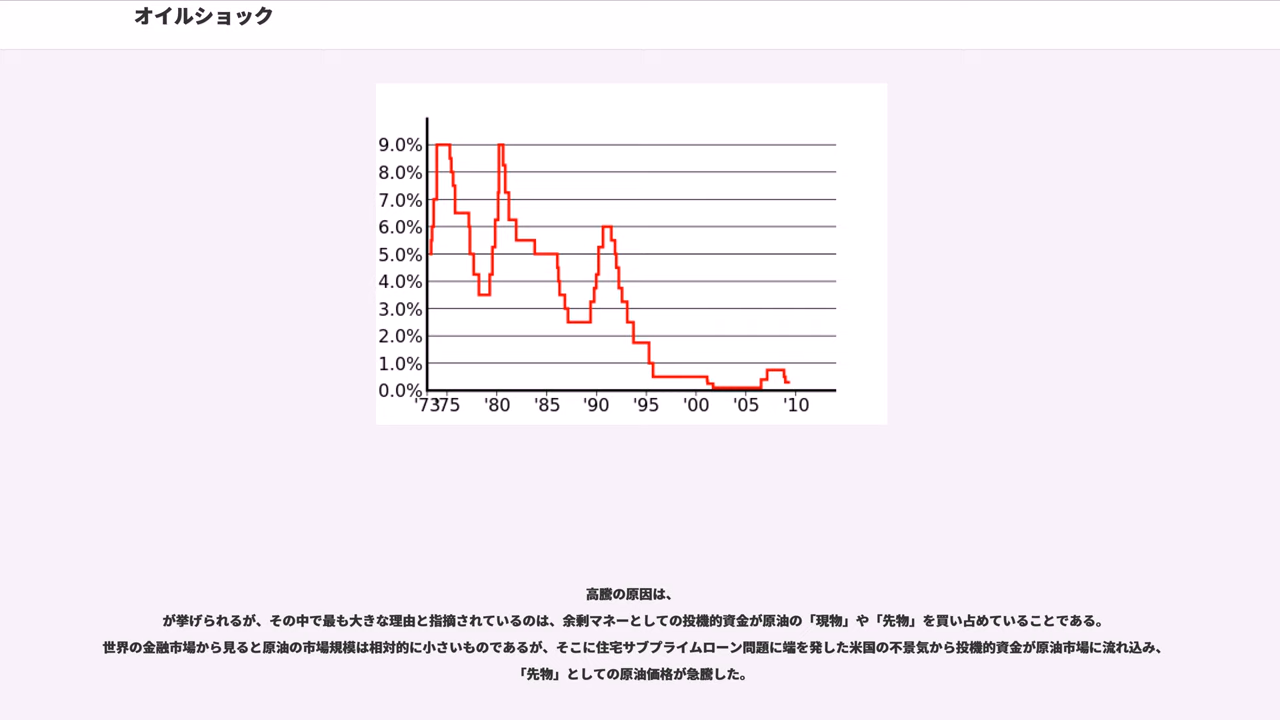 オイルショック
9.0%
8.0%
7.0%
6.0%
5.0%
4.0%
3.0%
2.0%
1.0%
0.0%
'73 '75 '80 '85 '90 '95 '00 '05 '10
高騰の原因は、
が挙げられるが、その中で最も大きな理由と指摘されているのは、余剰マネーとしての投機的資金が原油の「現物」や「先物」を買い占めていることである。
世界の金融市場から見ると原油の市場規模は相対的に小さいものであるが、そこに住宅サブプライムローン問題に端を発した米国の不景気から投機的資金が原油市場に流れ込み、
「先物」としての原油価格が急騰した。